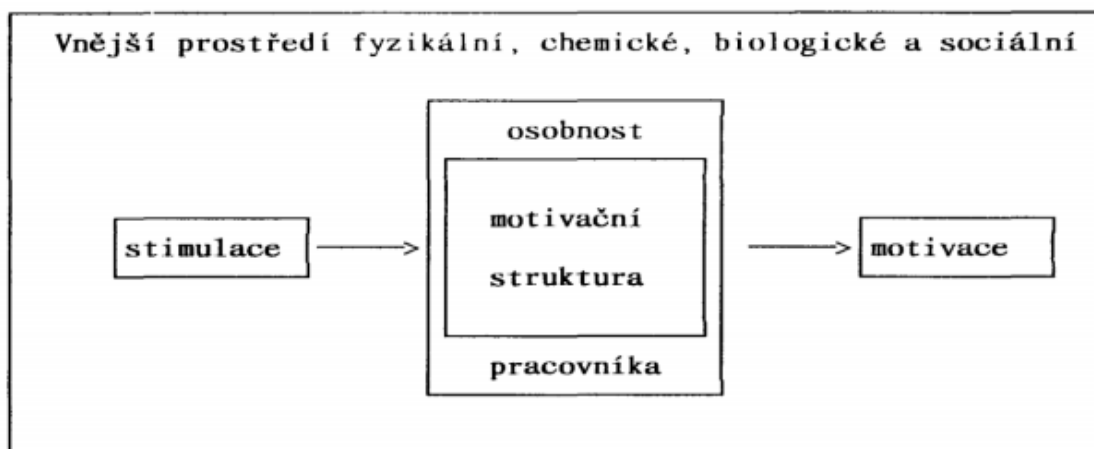 Vnější prostředí fyzikální, chemické, biologické a sociální
osobnost
motivační
stimulace
motivace
struktura
pracovníka